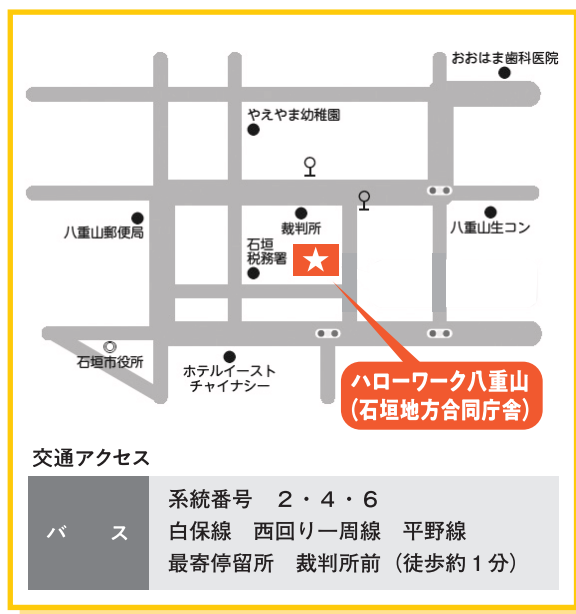 おおはま歯科医院
やえやま幼稚園
八重山郵便局
裁判所
八重山生コン
石垣
税務署
石垣市役所
ホテルイースト
チャイナシー
ハローワーク八重山
(石垣地方合同庁舎)
交通アクセス
バス
系統番号　2・4・6
白保線　西回り一周線　平野線
最寄停留所　裁判所前（徒歩約1分）